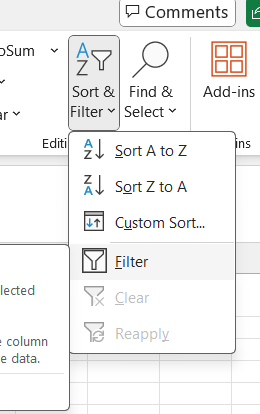 Comments
oSum
Sort &
Filter
Find &
Select
Add-ins
ar
ins
Sort A to Z
Sort Z to A
Custom Sort...
Filter
Clear
Reapply
lected
e column
e data.